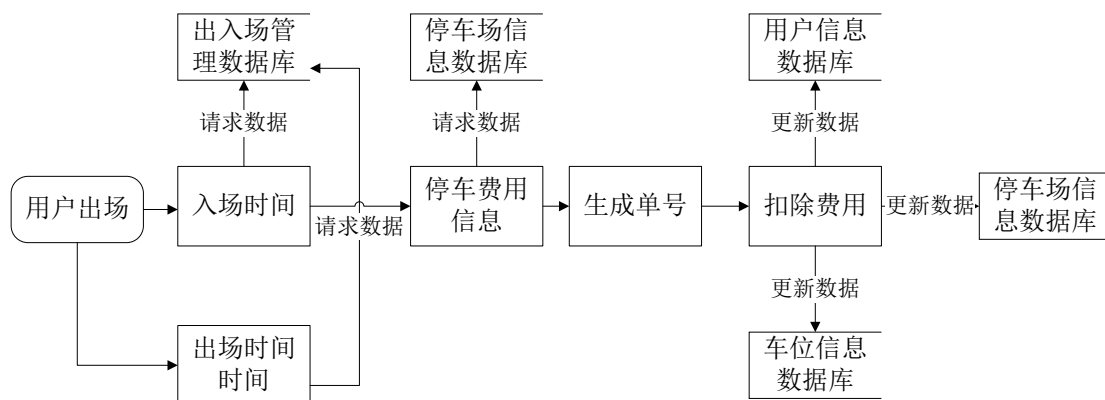 出入场管
理数据库
停车场信
息数据库
用户信息
数据库
请求数据
请求数据
更新数据
用户出场
入场时间
请求数据
停车费用
信息
生成单号
扣除费用
更新数据
停车场信
息数据库
更新数据
出场时间
时间
车位信息
数据库